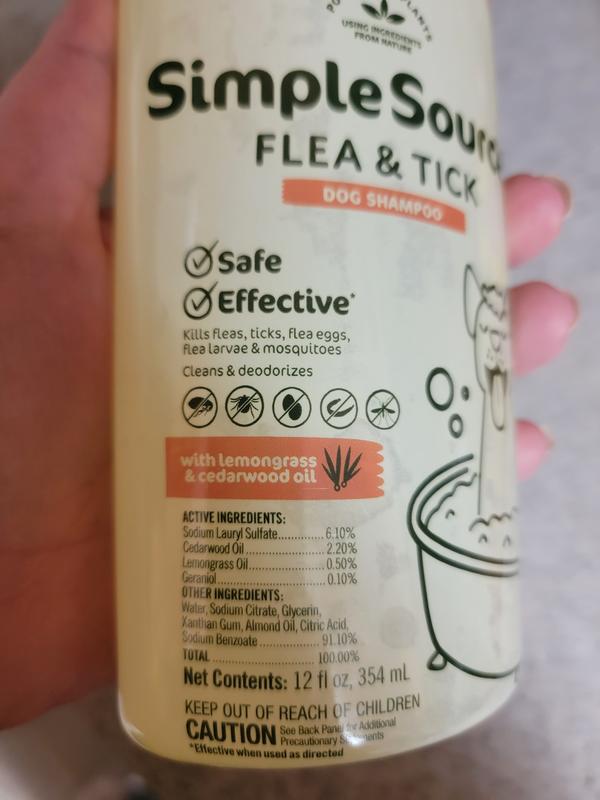 PLANTS
USING INGREDIENTS
FROM NATURE
Simple
FLEA & TICK
DOG SHAMPOO
Safe
Effective*
Kills fleas, ticks, flea eggs,
flea larvae & mosquitoes
Cleans & deodorizes
with lemongrass
& cedarwood oil
ACTIVE INGREDIENTS:
Sodium Lauryl Sulfate.............. 6.10%
Cedarwood Oil ........................ 2.20%
Lemongrass Oil....................... 0.50%
Geraniol ................................. 0.10%
OTHER INGREDIENTS:
Water, Sodium Citrate, Glycerin,
Xanthan Gum, Almond Oil, Citric Acid,
Sodium Benzoate .................. 91.10%
TOTAL .............................. 100.00%
Net Contents: 12 fl oz, 354 mL
KEEP OUT OF REACH OF CHILDREN
CAUTION See Back Panel for Additional
Precautionary Statements
*Effective when used as directed